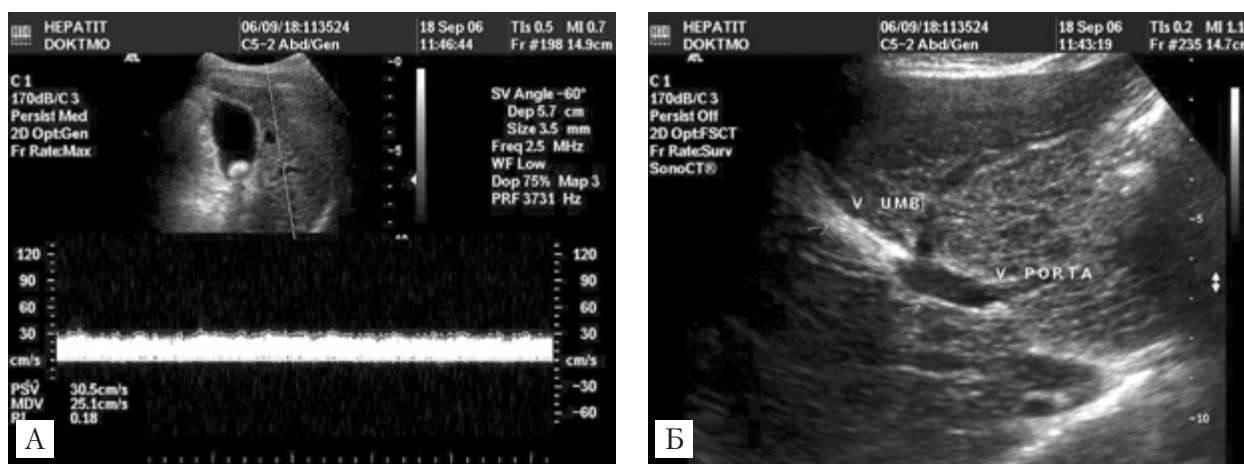 HEPATIT
DOKTMO
06/09/18:113524
C5-2 Abd/Gen
18 Sep 06
11:46:44
TIs 0.5 MI 0.7
Fr #198 14.9cm
C 1
170dB/C 3
Persist Med
2D Opt:Gen
Fr Rate:Max
-0
-5
SV Angle -60°
Dep 5.7 cm
Size 3.5 mm
Freq 2.5 MHz
WF Low
Dop 75% Map 3
PRF 3731 Hz
120
90
60
30
cm/s
PSV 30.5cm/s
MDV 25.1cm/s
RI 0.18
120
90
60
30
cm/s
-30
-60
А
HEPATIT
DOKTMO
06/09/18:113524
C5-2 Abd/Gen
18 Sep 06
11:43:19
TIs 0.2 MI 1.1
Fr #235 14.7cm
C 1
170dB/C 3
Persist Off
2D Opt:FSCT
Fr Rate:Surv
SonoCT®
V UMB
V PORTA
-5
-10
Б